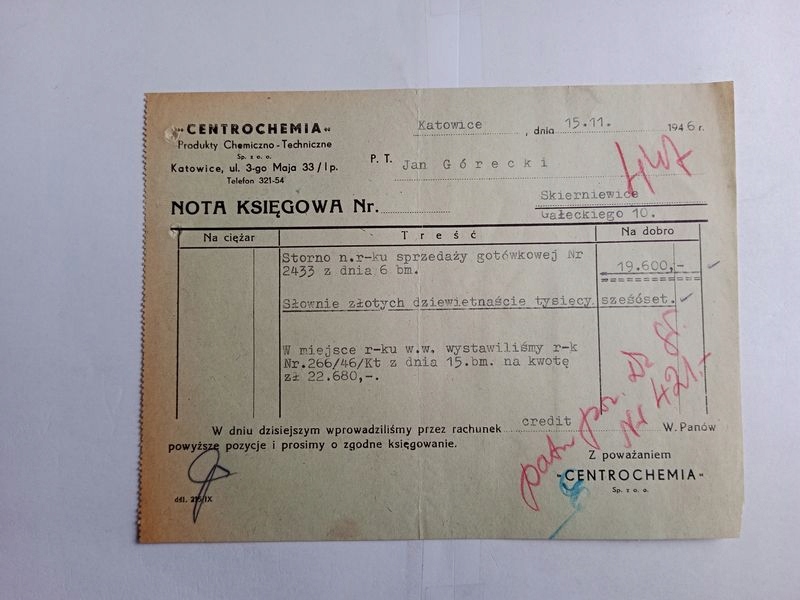 „CENTROCHEMIA"
Produkty Chemiczno-Techniczne
Sp. z o. o.
Katowice, ul. 3-go Maja 33/I p.
Telefon 321-54
Katowice, dnia 15.11. 1946 r.
P. T. Jan Górecki
Skierniewice
Gałeckiego 10.
NOTA KSIĘGOWA Nr.
Na ciężar Treść Na dobro
Storno n.r-ku sprzedaży gotówkowej Nr
2433 z dnia 6 bm. 19.600,-
Słownie złotych dziewietnaście tysięcy sześóset.
W miejsce r-ku w.w. wystawiliśmy r-k
Nr.266/46/Kt z dnia 15.bm. na kwotę
zł 22.680,-.
W dniu dzisiejszym wprowadziliśmy przez rachunek credit W. Panów
powyższe pozycje i prosimy o zgodne księgowanie.
Nr 421.-
Z poważaniem
„CENTROCHEMIA"
Sp. z o. o.